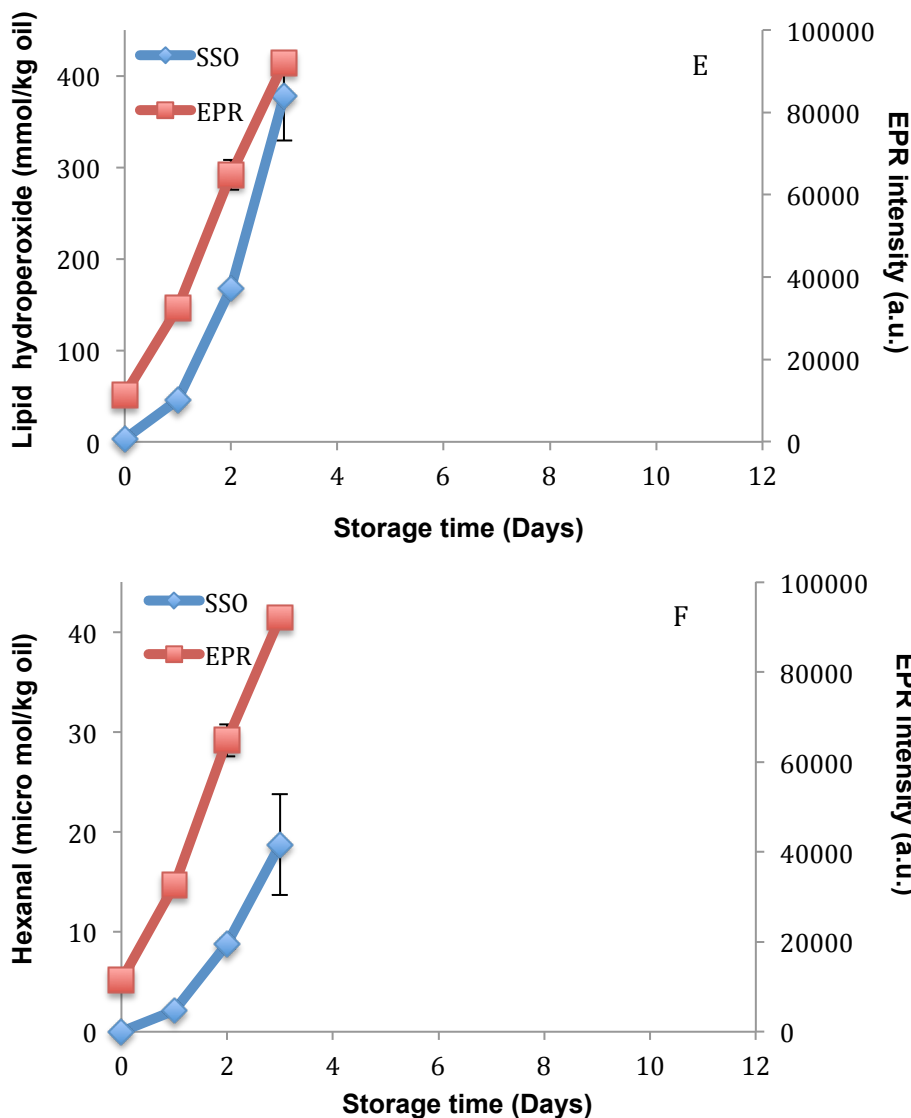 Lipid hydroperoxide (mmol/kg oil)
400
300
200
100
0
SSO
EPR
E
100000
80000
60000
40000
20000
0
EPR intensity (a.u.)
0 2 4 6 8 10 12
Storage time (Days)
Hexanal (micro mol/kg oil)
40
30
20
10
0
SSO
EPR
F
100000
80000
60000
40000
20000
0
EPR intensity (a.u.)
0 2 4 6 8 10 12
Storage time (Days)